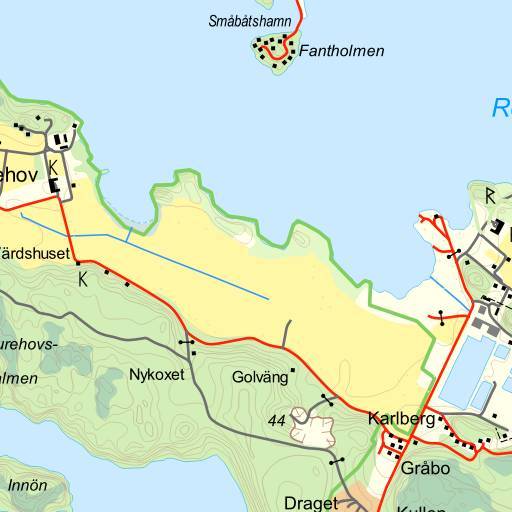 Småbåtshamn
Fantholmen
R
K
ehov
R
Värdshuset
K
urehovs-
lmen
Nykoxet
Golväng
44
Karlberg
Gråbo
Innön
Draget
Kullen